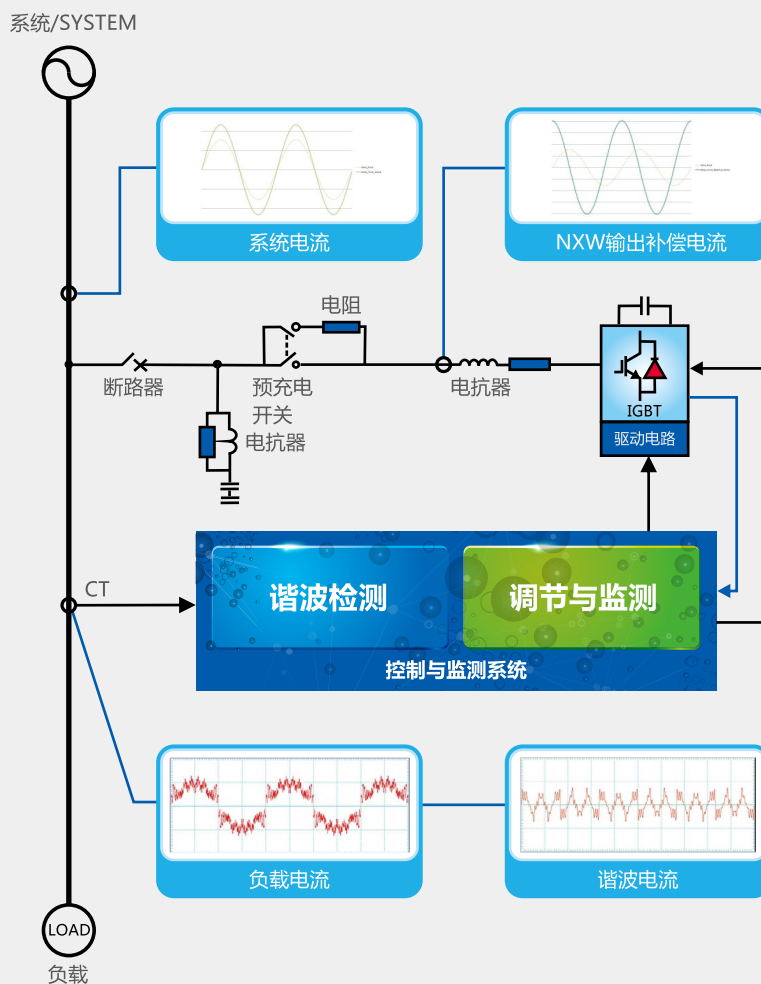 系统/SYSTEM
系统电流
NXW输出补偿电流
电阻
断路器
预充电
开关
电抗器
电抗器
IGBT
驱动电路
CT
谐波检测
调节与监测
控制与监测系统
负载电流
谐波电流
LOAD
负载